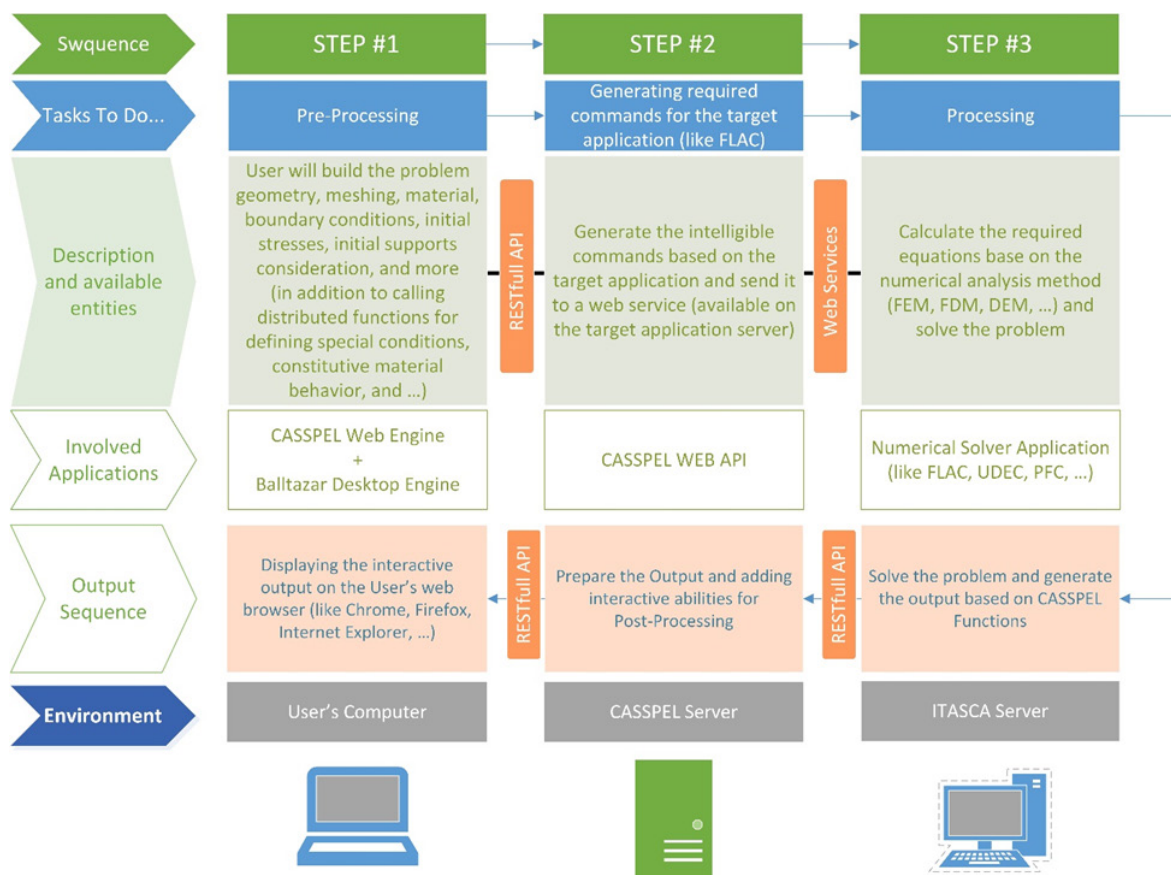 Swquence
STEP #1
STEP #2
STEP #3
Tasks To Do...
Pre-Processing
Generating required
commands for the target
application (like FLAC)
Processing
Description
and available
entities
User will build the problem
geometry, meshing, material,
boundary conditions, initial
stresses, initial supports
consideration, and more
(in addition to calling
distributed functions for
defining special conditions,
constitutive material
behavior, and ...)
RESTfull API
Generate the intelligible
commands based on the
target application and send it
to a web service (available on
the target application server)
Web Services
Calculate the required
equations base on the
numerical analysis method
(FEM, FDM, DEM, ...) and
solve the problem
Involved
Applications
CASSPEL Web Engine
+
Balltazar Desktop Engine
CASSPEL WEB API
Numerical Solver Application
(like FLAC, UDEC, PFC, ...)
Output
Sequence
Displaying the interactive
output on the User's web
browser (like Chrome, Firefox,
Internet Explorer, ...)
RESTfull API
Prepare the Output and adding
interactive abilities for
Post-Processing
RESTfull API
Solve the problem and generate
the output based on CASSPEL
Functions
Environment
User's Computer
CASSPEL Server
ITASCA Server